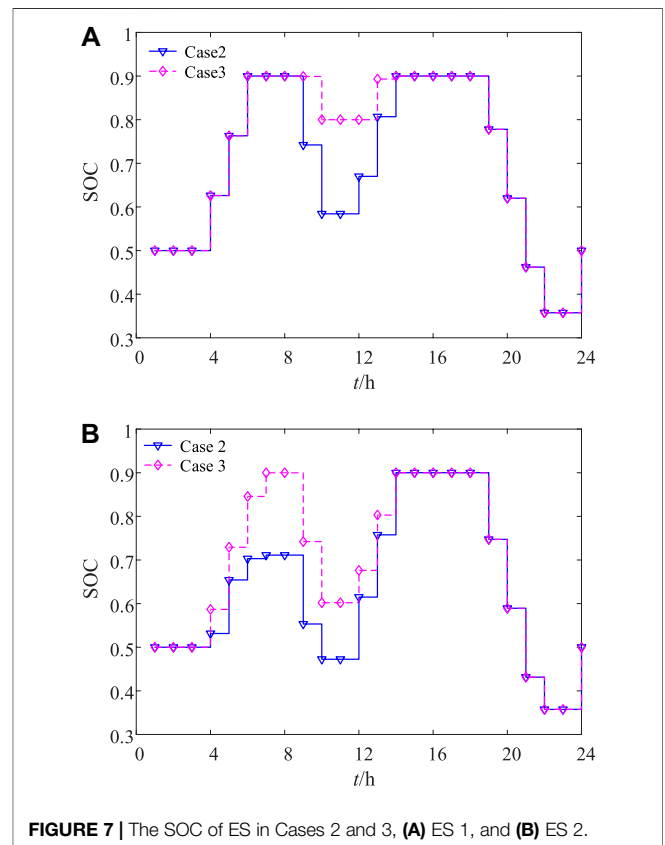 A
1
0.9
0.8
0.7
0.6
0.5
0.4
0.3
SOC
Case2
Case3
0 4 8 12 16 20 24
t/h
B
1
0.9
0.8
0.7
0.6
0.5
0.4
0.3
SOC
Case 2
Case 3
0 4 8 12 16 20 24
t/h
FIGURE 7 | The SOC of ES in Cases 2 and 3, (A) ES 1, and (B) ES 2.